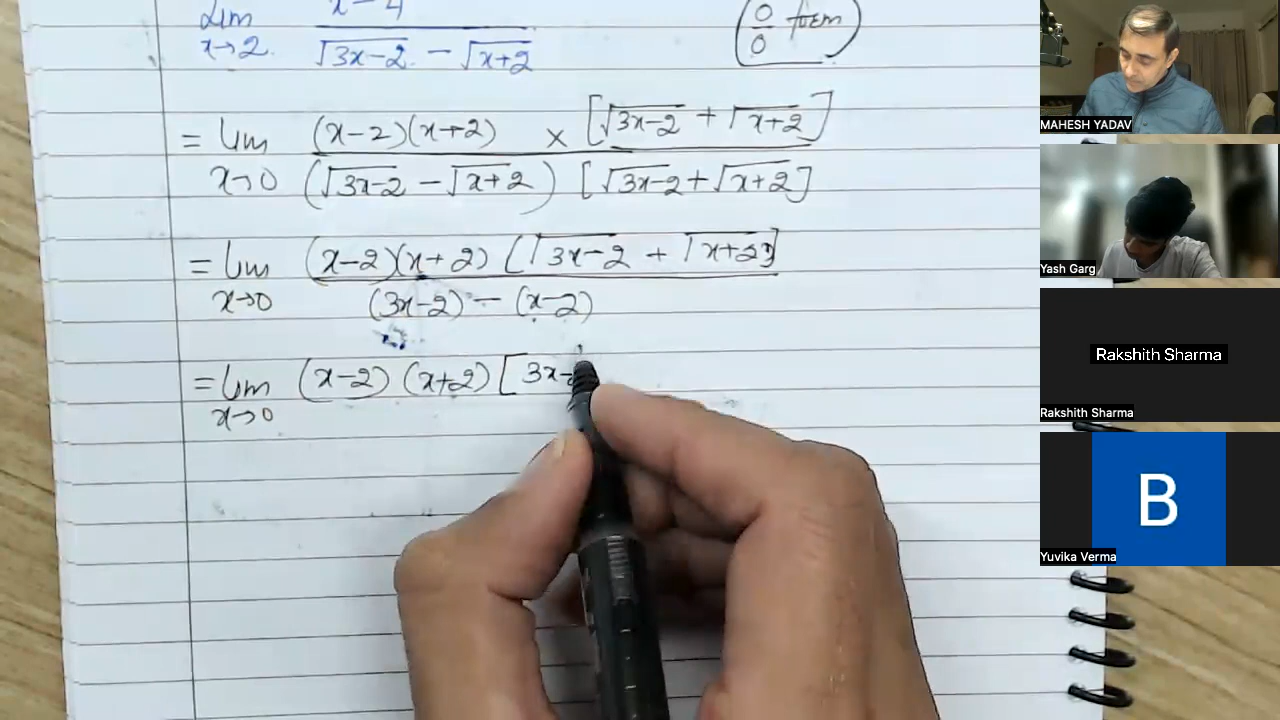 x-4
Lim
x→2
√3x-2 - √x+2
0/0 form
= Lim (x-2)(x+2) × [√3x-2 + √x+2]
x→0 (√3x-2 - √x+2) [√3x-2 + √x+2]
= Lim (x-2)(x+2) [√3x-2 + √x+2]
x→0 (3x-2) - (x-2)
= Lim (x-2) (x+2) [3x-
x→0
MAHESH YADAV
Yash Garg
Rakshith Sharma
Rakshith Sharma
B
Yuvika Verma